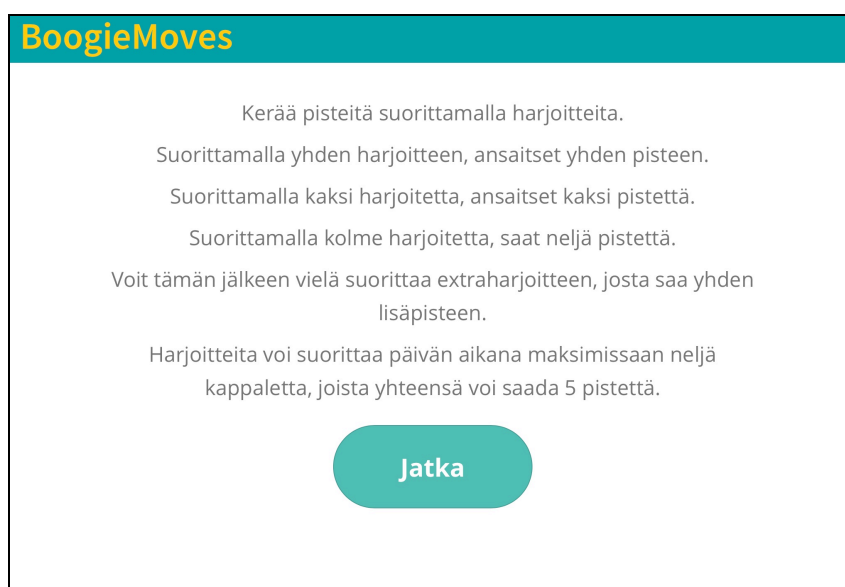 BoogieMoves
Kerää pisteitä suorittamalla harjoitteita.
Suorittamalla yhden harjoitteen, ansaitset yhden pisteen.
Suorittamalla kaksi harjoitetta, ansaitset kaksi pistettä.
Suorittamalla kolme harjoitetta, saat neljä pistettä.
Voit tämän jälkeen vielä suorittaa extraharjoitteen, josta saa yhden
lisäpisteen.
Harjoitteita voi suorittaa päivän aikana maksimissaan neljä
kappaletta, joista yhteensä voi saada 5 pistettä.
Jatka